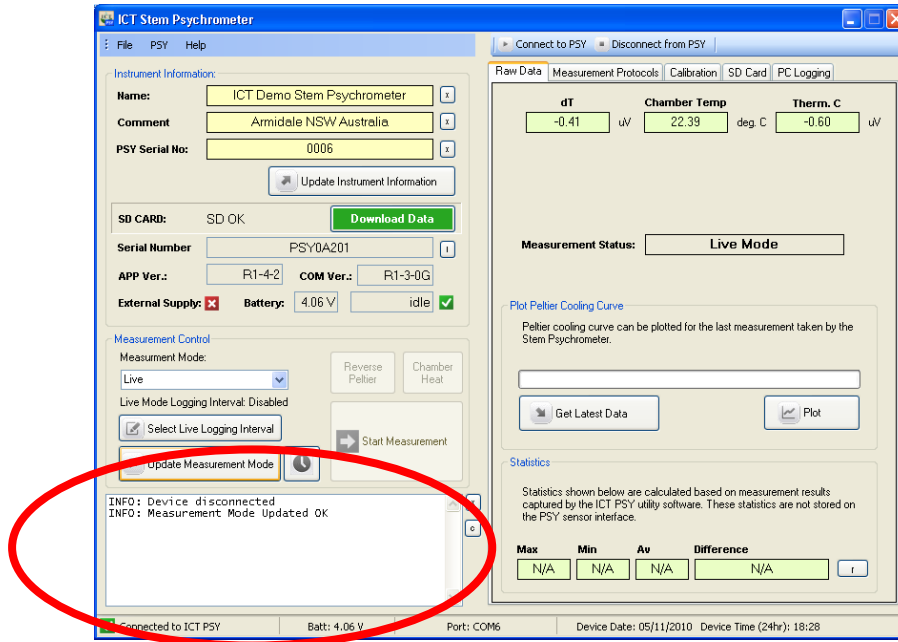 ICT Stem Psychrometer
File PSY Help
Connect to PSY Disconnect from PSY
Instrument Information:
Name: ICT Demo Stem Psychrometer x
Comment Armidale NSW Australia x
PSY Serial No: 0006 x
Update Instrument Information
SD CARD: SD OK Download Data
Serial Number PSY0A201 I
APP Ver.: R1-4-2 COM Ver.: R1-3-0G
External Supply: Battery: 4.06 V idle
Measurement Control
Measurment Mode:
Live
Reverse Peltier
Chamber Heat
Live Mode Logging Interval: Disabled
Select Live Logging Interval
Start Measurement
Update Measurement Mode
INFO: Device disconnected
INFO: Measurement Mode Updated OK
c
Raw Data Measurement Protocols Calibration SD Card PC Logging
dT Chamber Temp Therm. C
-0.41 uV 22.39 deg. C -0.60 uV
Measurement Status: Live Mode
Plot Peltier Cooling Curve
Peltier cooling curve can be plotted for the last measurement taken by the
Stem Psychrometer.
Get Latest Data Plot
Statistics
Statistics shown below are calculated based on measurement results
captured by the ICT PSY utility software. These statistics are not stored on
the PSY sensor interface.
Max Min Av Difference
N/A N/A N/A N/A r
Connected to ICT PSY Batt: 4.06 V Port: COM6 Device Date: 05/11/2010 Device Time (24hr): 18:28